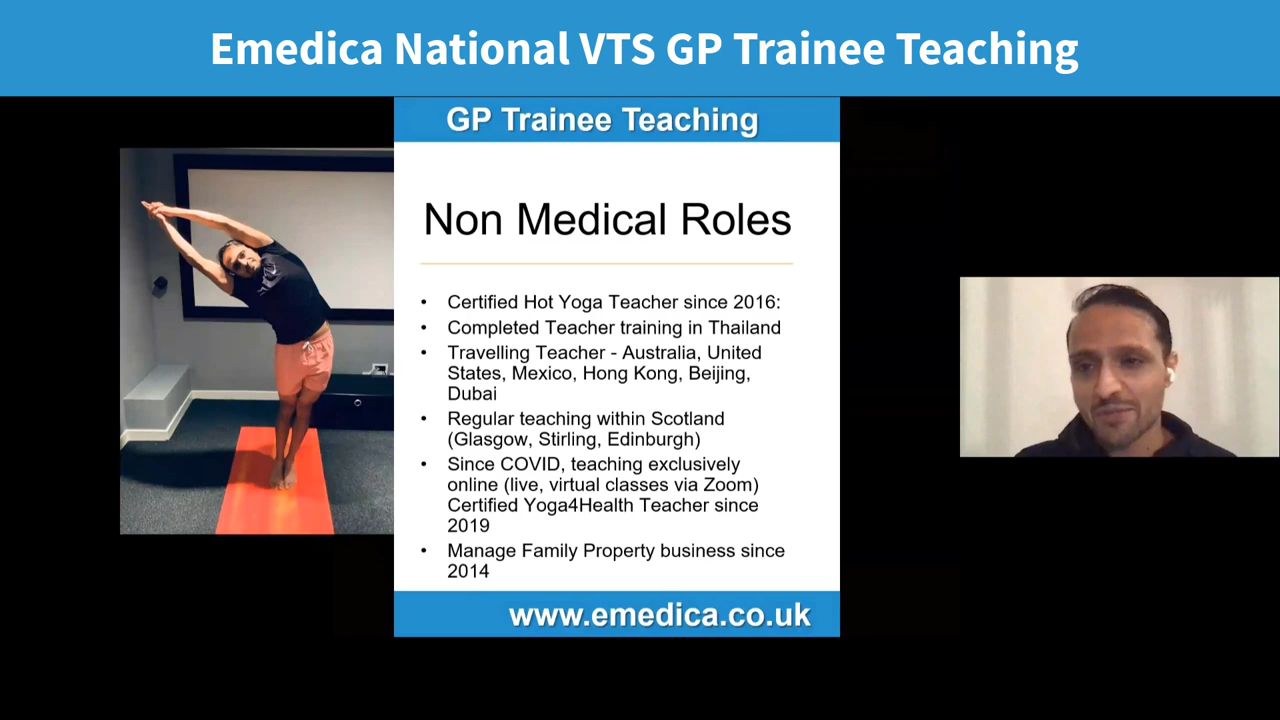 Emedica National VTS GP Trainee Teaching
GP Trainee Teaching
Non Medical Roles
• Certified Hot Yoga Teacher since 2016:
• Completed Teacher training in Thailand
• Travelling Teacher - Australia, United
States, Mexico, Hong Kong, Beijing,
Dubai
• Regular teaching within Scotland
(Glasgow, Stirling, Edinburgh)
• Since COVID, teaching exclusively
online (live, virtual classes via Zoom)
Certified Yoga4Health Teacher since
2019
• Manage Family Property business since
2014
www.emedica.co.uk